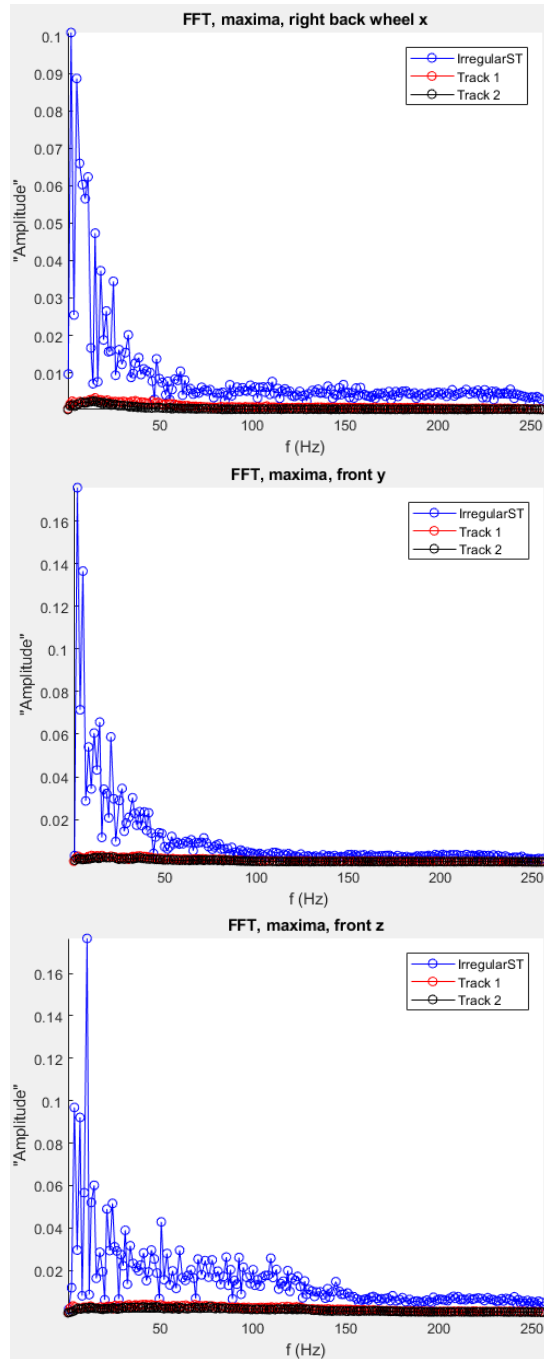 FFT, maxima, right back wheel x
0.1
0.09
0.08
0.07
0.06
0.05
0.04
0.03
0.02
0.01
"Amplitude"
IrregularST
Track 1
Track 2
50 100 150 200 250
f (Hz)
FFT, maxima, front y
0.16
0.14
0.12
0.1
0.08
0.06
0.04
0.02
"Amplitude"
IrregularST
Track 1
Track 2
50 100 150 200 250
f (Hz)
FFT, maxima, front z
0.16
0.14
0.12
0.1
0.08
0.06
0.04
0.02
"Amplitude"
IrregularST
Track 1
Track 2
50 100 150 200 250
f (Hz)